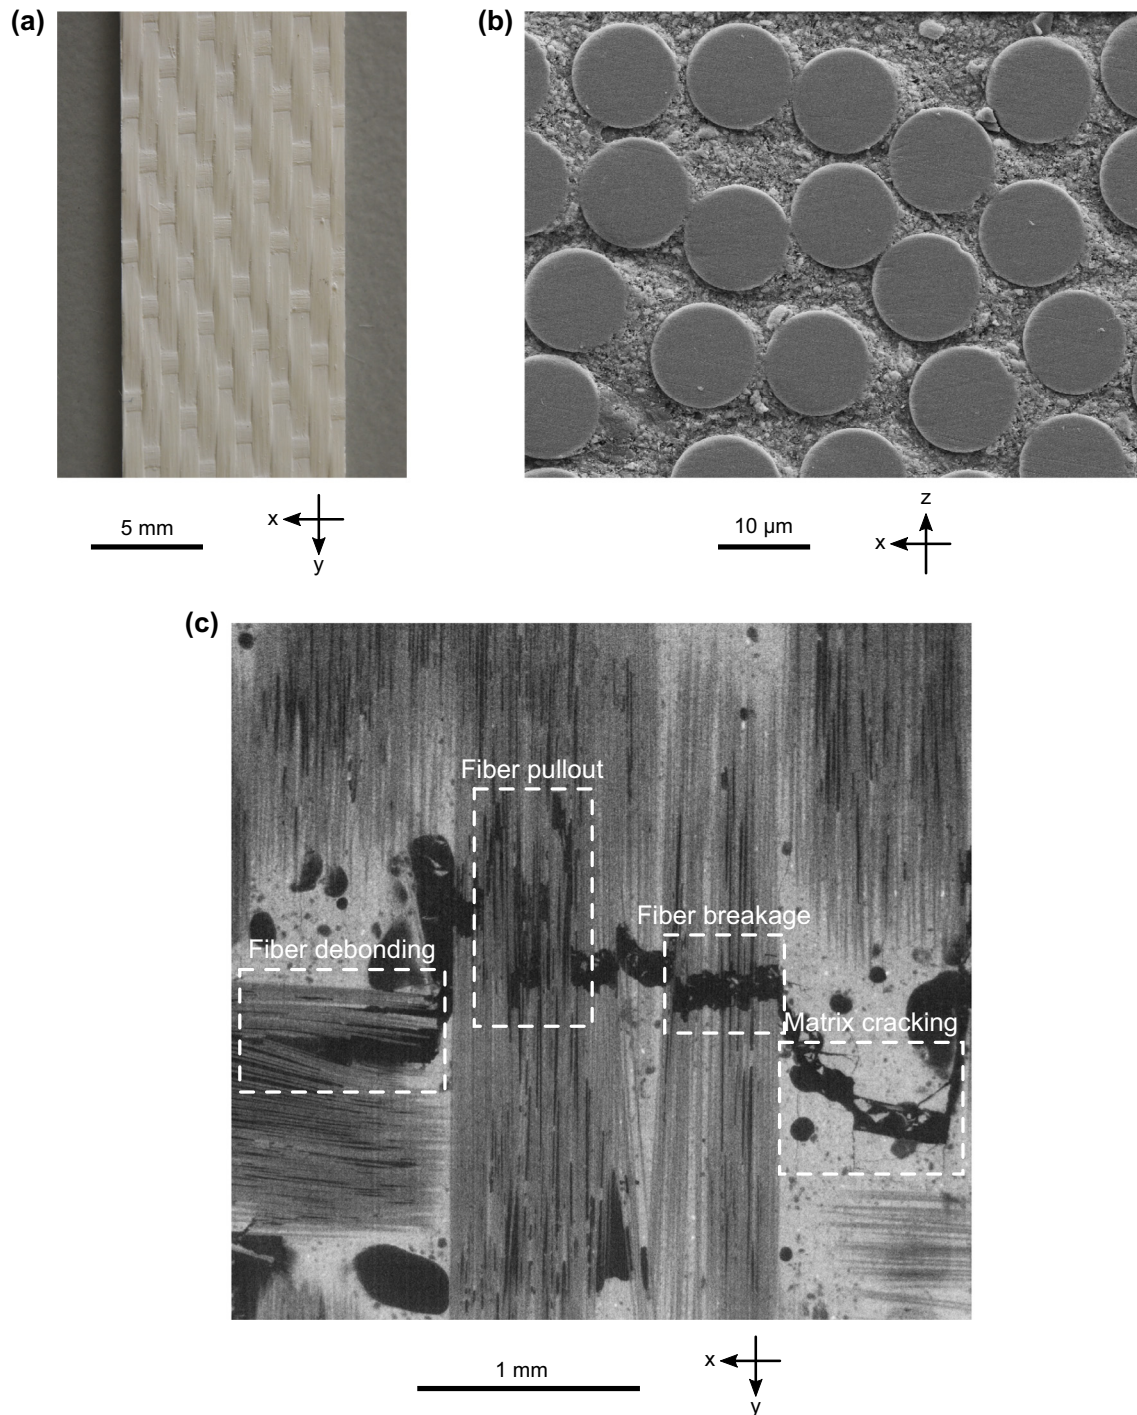 (a)
(b)
5 mm
x
y
10 µm
z
x
(c)
Fiber pullout
Fiber breakage
Fiber debonding
Matrix cracking
1 mm
x
y